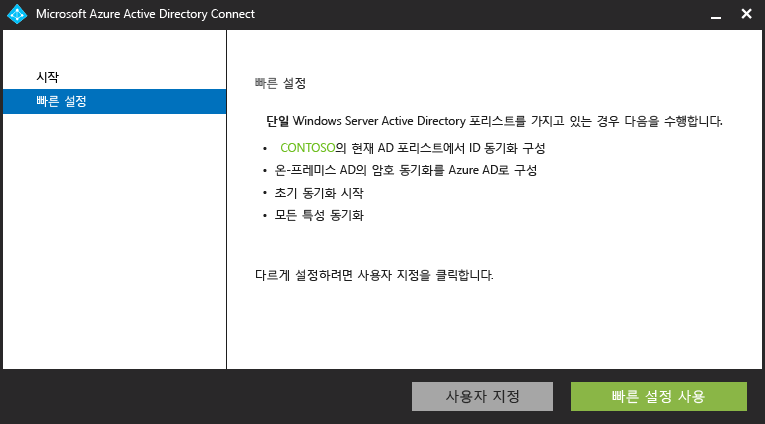 Microsoft Azure Active Directory Connect
시작
빠른 설정
빠른 설정
단일 Windows Server Active Directory 포리스트를 가지고 있는 경우 다음을 수행합니다.
• CONTOSO의 현재 AD 포리스트에서 ID 동기화 구성
• 온-프레미스 AD의 암호 동기화를 Azure AD로 구성
• 초기 동기화 시작
• 모든 특성 동기화
다르게 설정하려면 사용자 지정을 클릭합니다.
사용자 지정
빠른 설정 사용